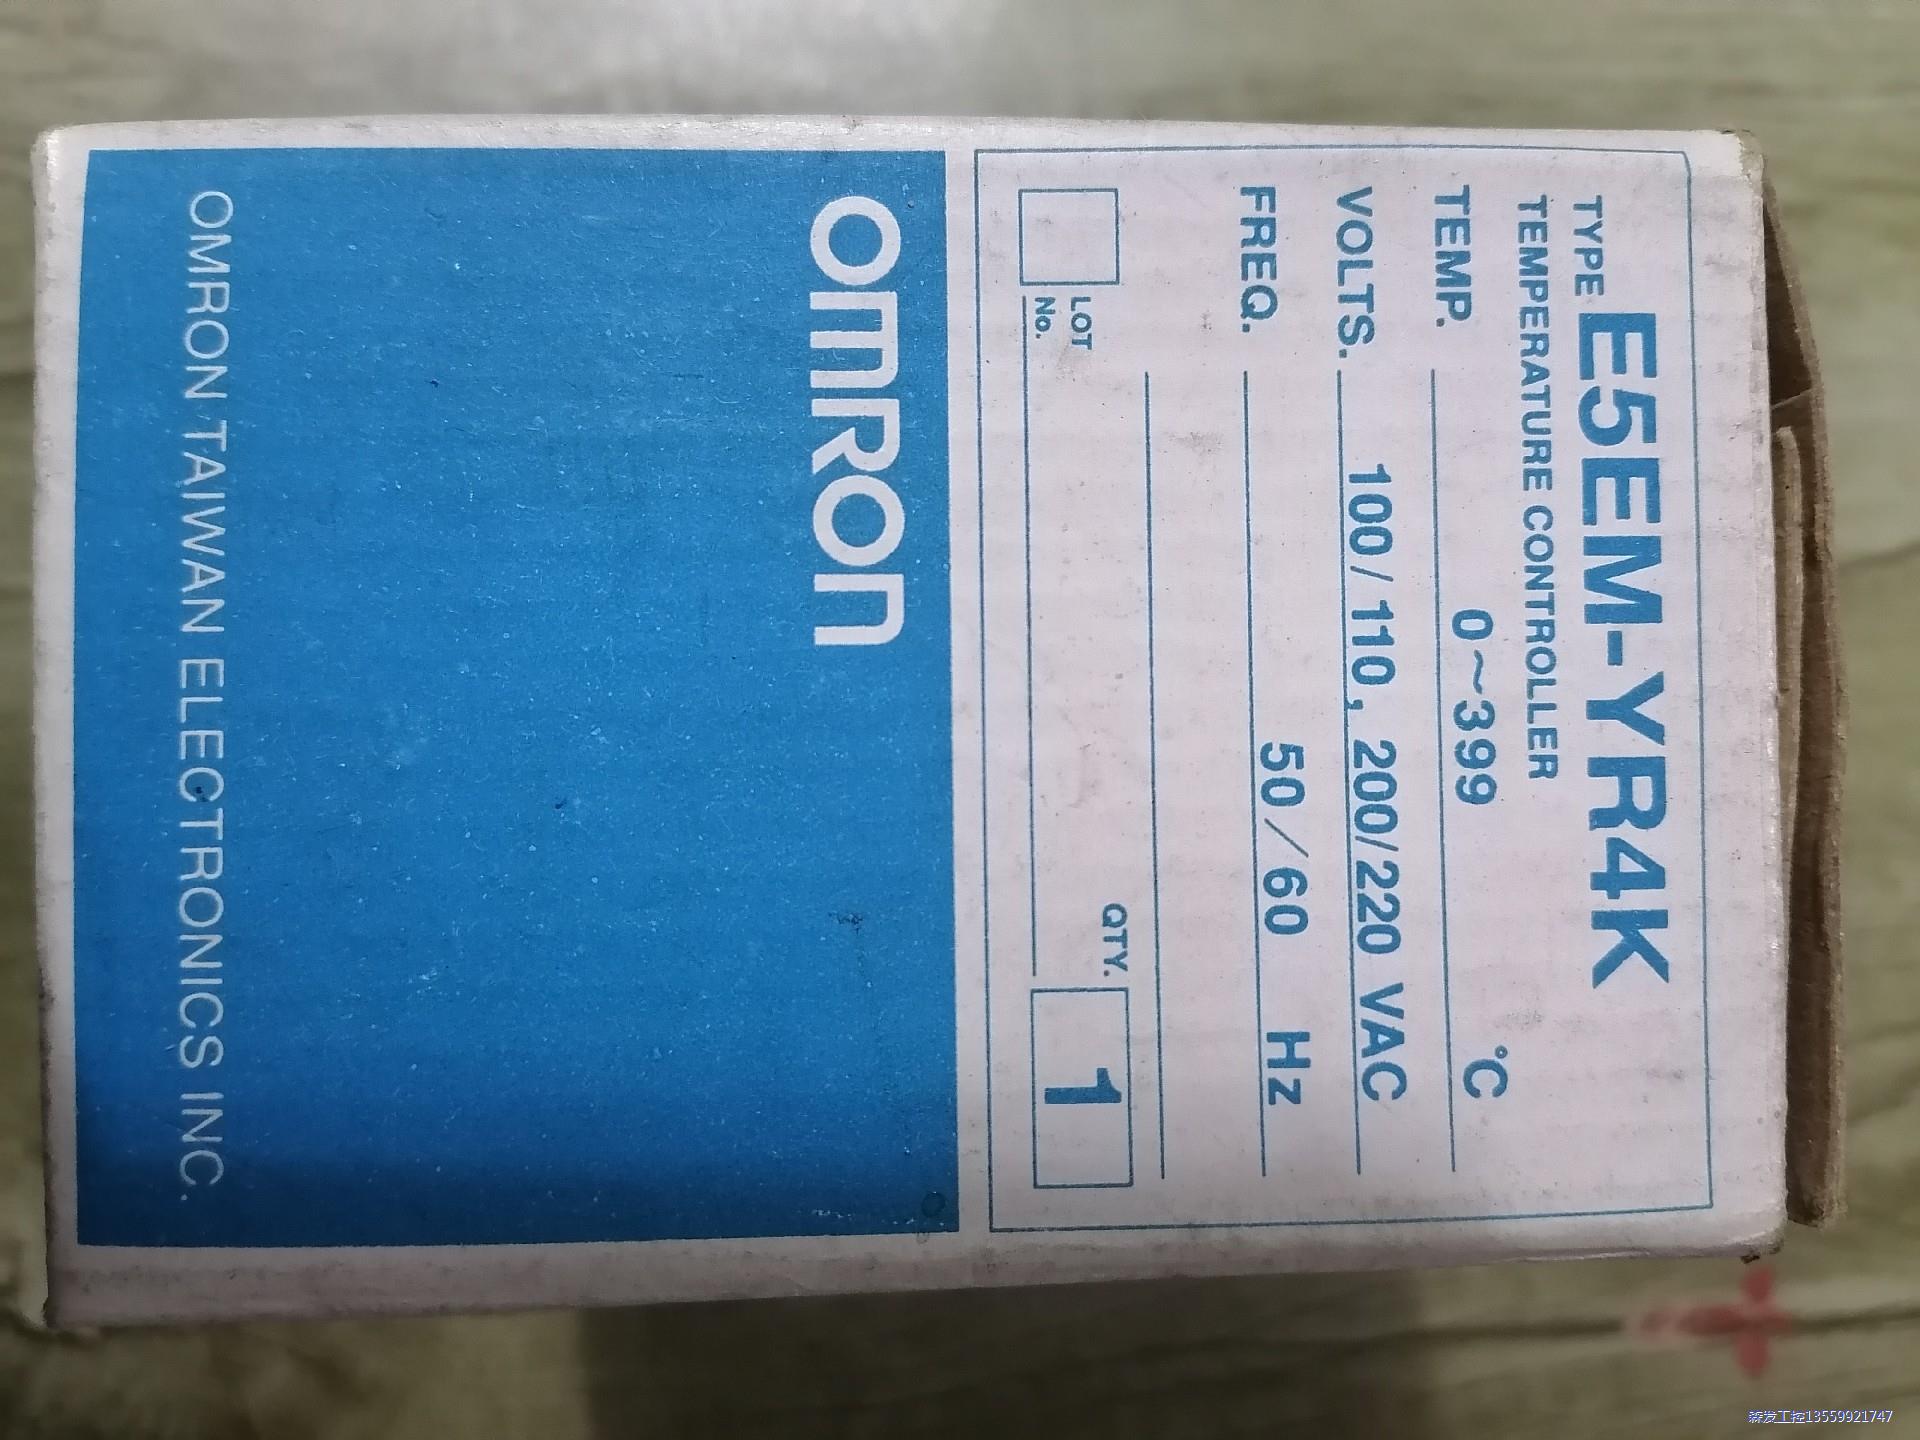 TYPE E5EM-YR4K
TEMPERATURE CONTROLLER
TEMP. 0~399 °C
VOLTS. 100/110, 200/220 VAC
FREQ. 50/60 Hz
LOT No. QTY. 1
OMRON
OMRON TAIWAN ELECTRONICS INC.
森发工控13559921747